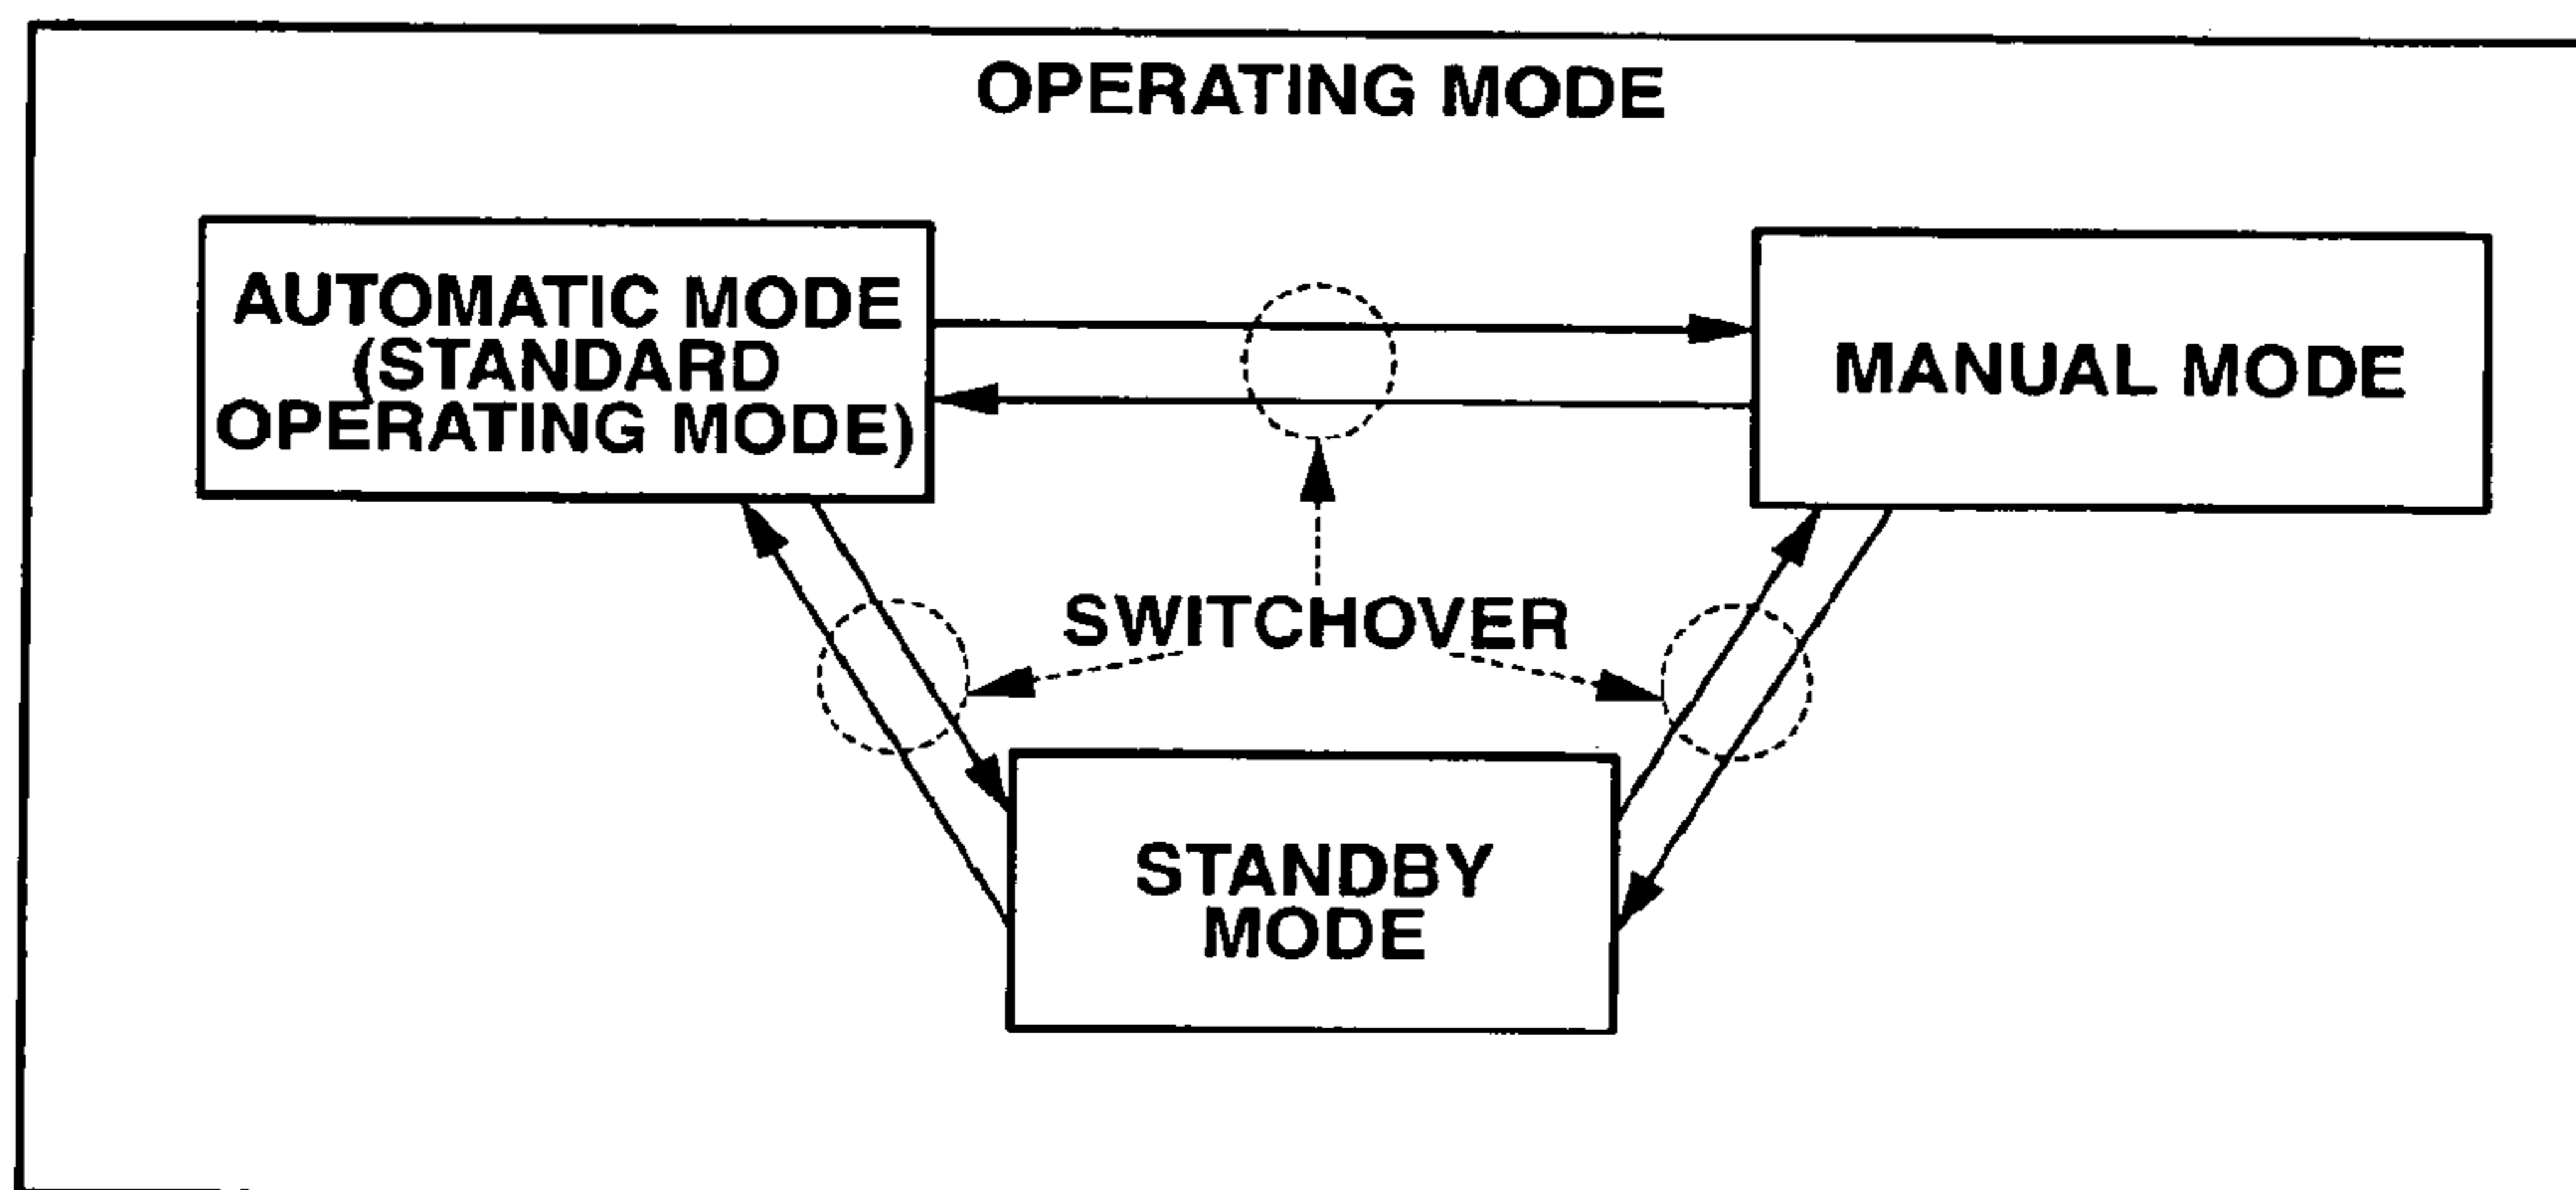 OPERATING MODE
AUTOMATIC MODE
(STANDARD
OPERATING MODE)
MANUAL MODE
SWITCHOVER
STANDBY
MODE